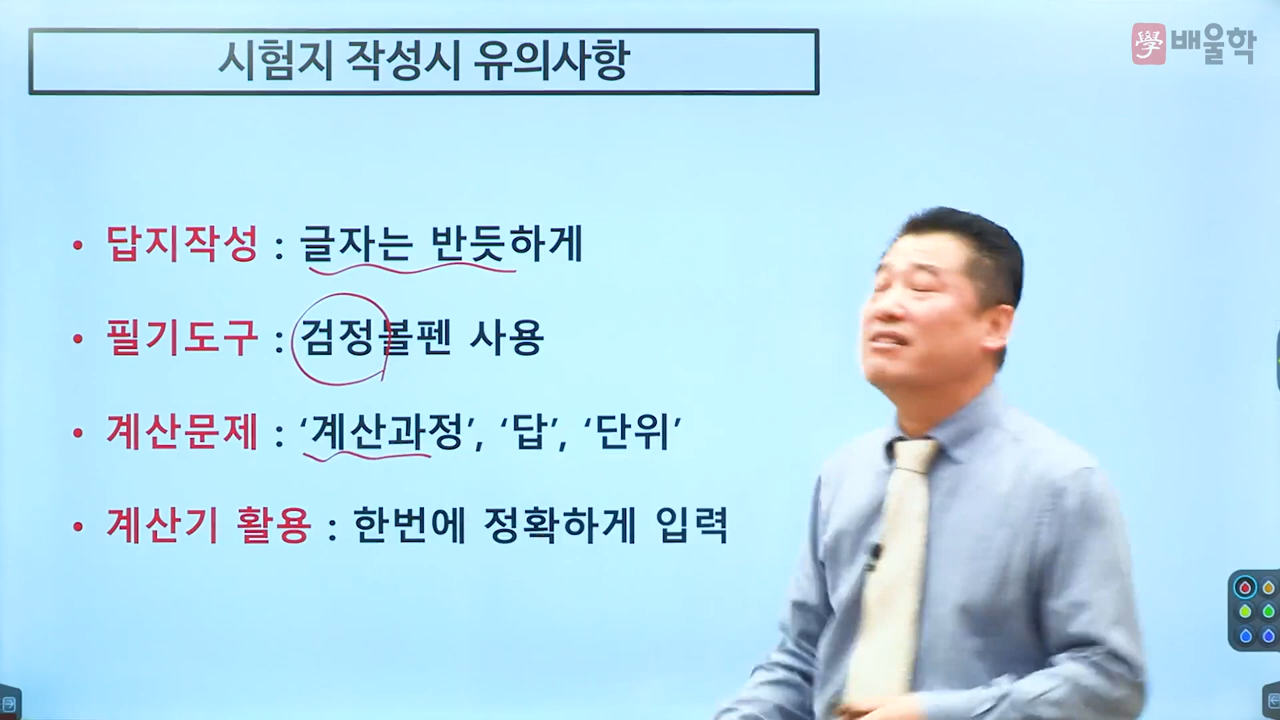 시험지 작성시 유의사항
學 배울학
• 답지작성 : 글자는 반듯하게
• 필기도구 : 검정볼펜 사용
• 계산문제 : ‘계산과정’, ‘답’, ‘단위’
• 계산기 활용 : 한번에 정확하게 입력